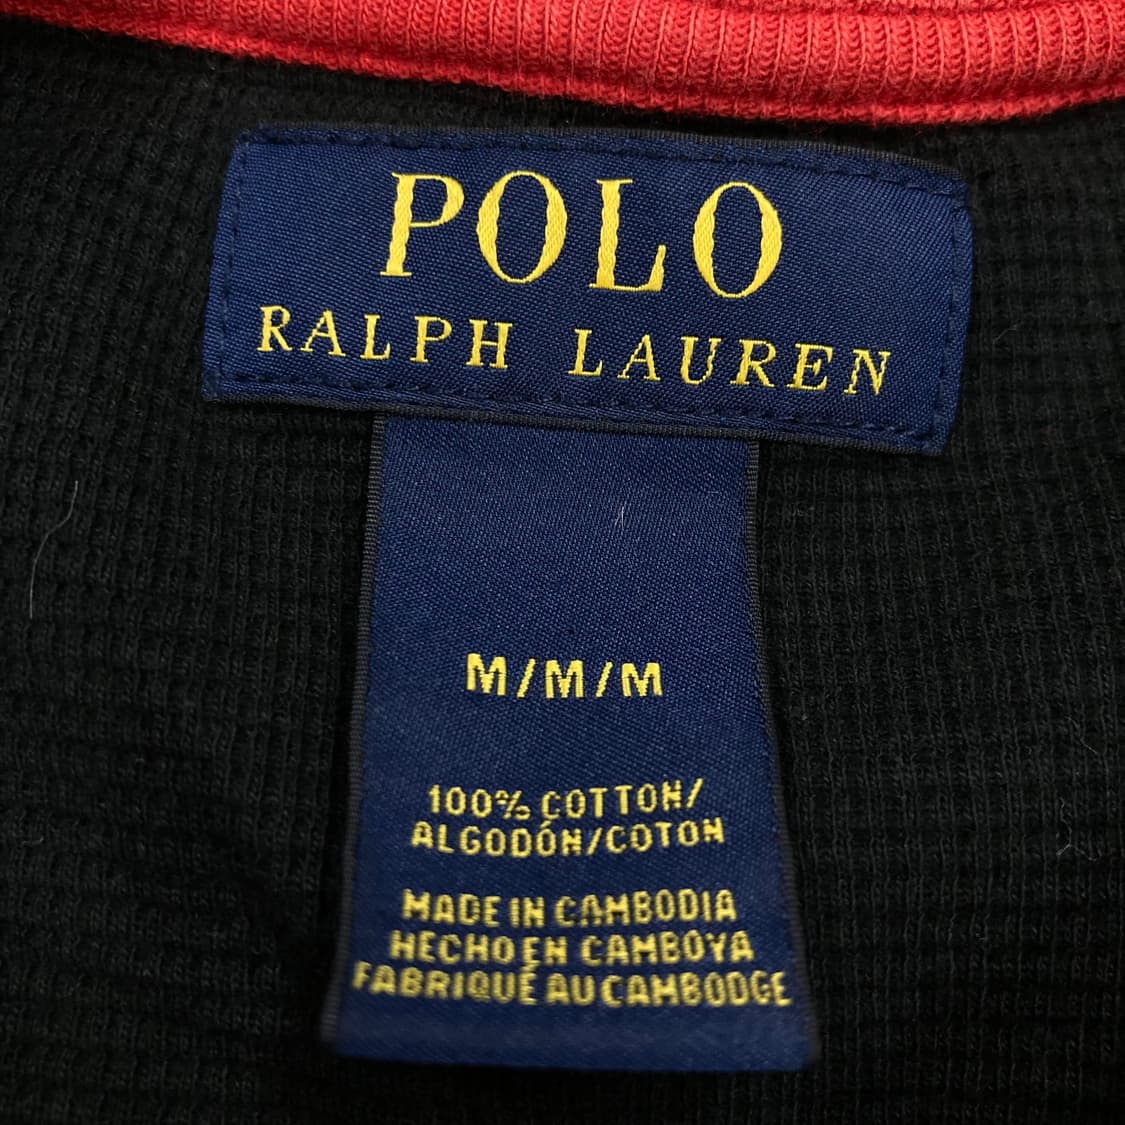 POLO
RALPH LAUREN
M/M/M
100% COTTON/
ALGODÓN/COTON
MADE IN CAMBODIA
HECHO EN CAMBOYA
FABRIQUÉ AU CAMBODGE